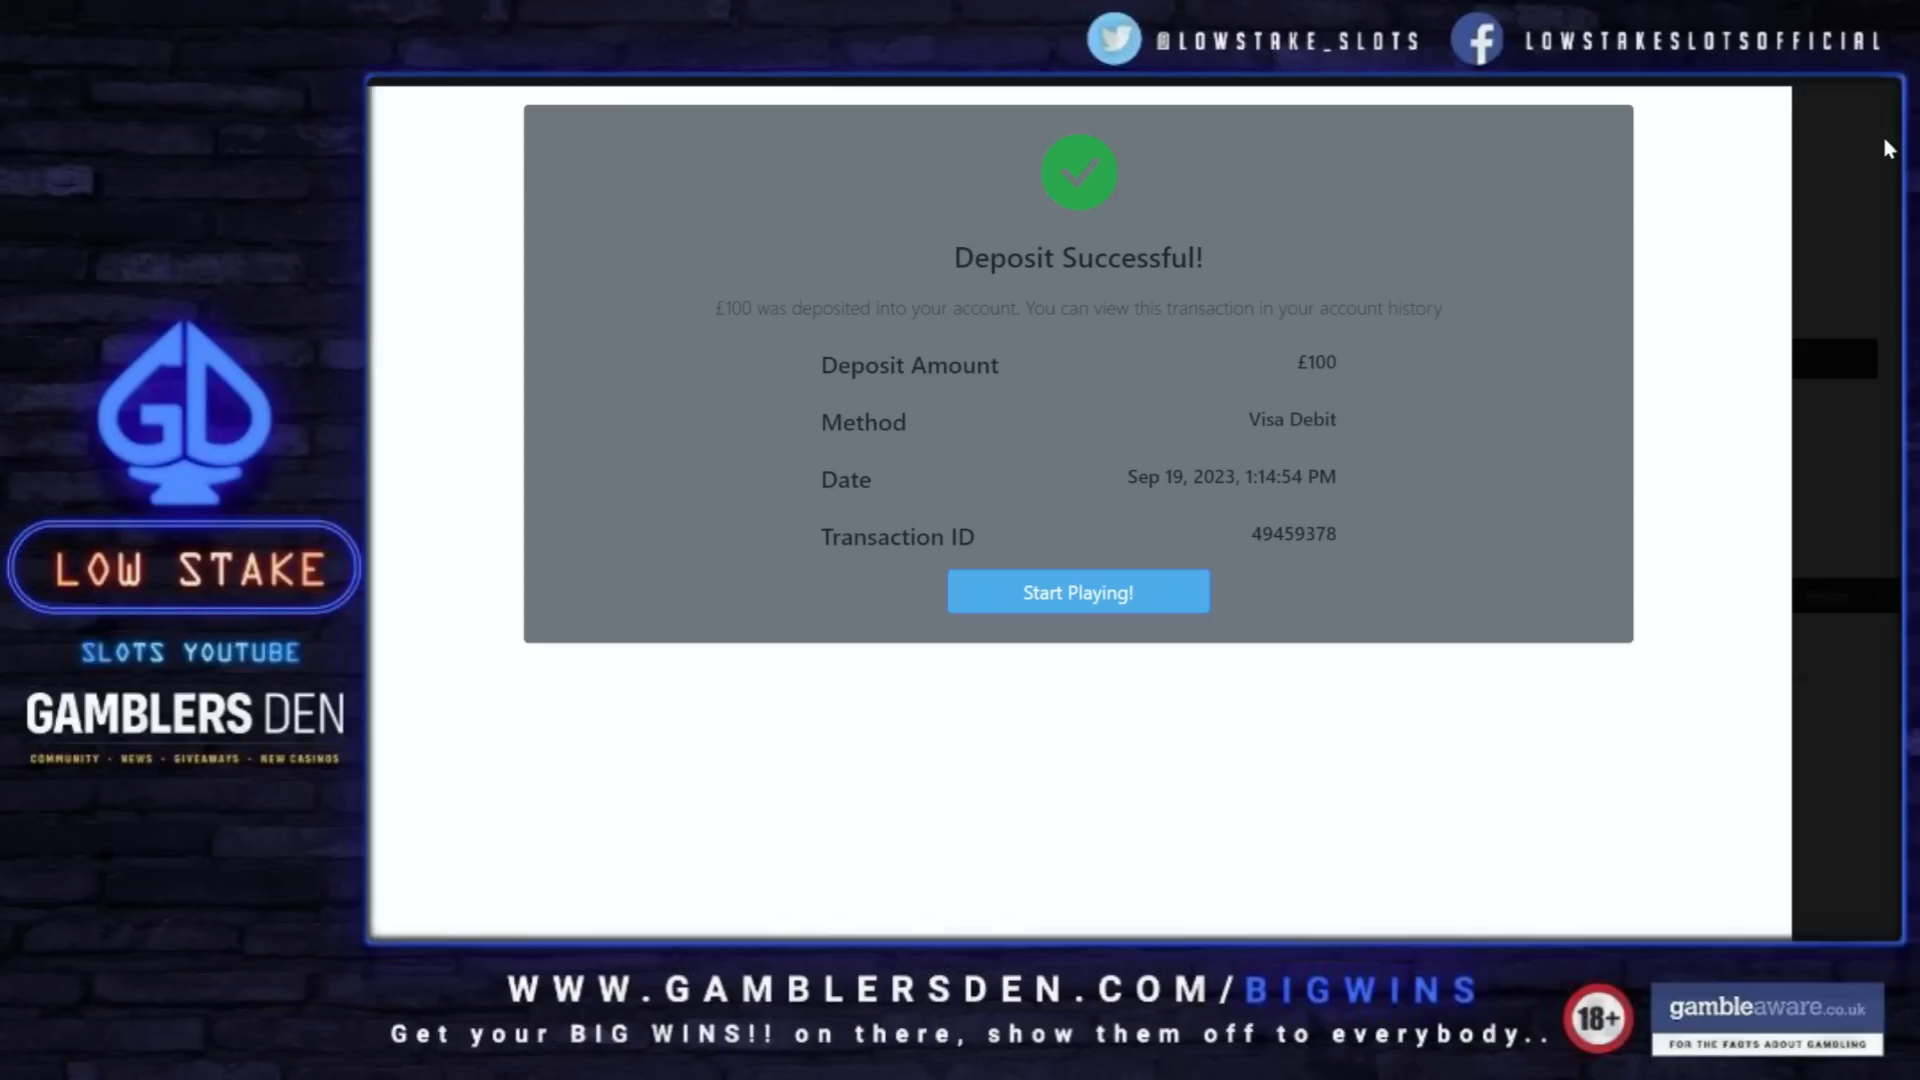 @LOWSTAKE_SLOTS LOWSTAKESLOTSOFFICIAL
Deposit Successful!
£100 was deposited into your account. You can view this transaction in your account history
Deposit Amount £100
Method Visa Debit
Date Sep 19, 2023, 1:14:54 PM
Transaction ID 49459378
Start Playing!
GD
LOW STAKE
SLOTS YOUTUBE
GAMBLERS DEN
COMMUNITY - NEWS - GIVEAWAYS - NEW CASINOS
WWW.GAMBLERSDEN.COM/BIGWINS
Get your BIG WINS!! on there, show them off to everybody..
18+
gambleaware.co.uk
FOR THE FACTS ABOUT GAMBLING